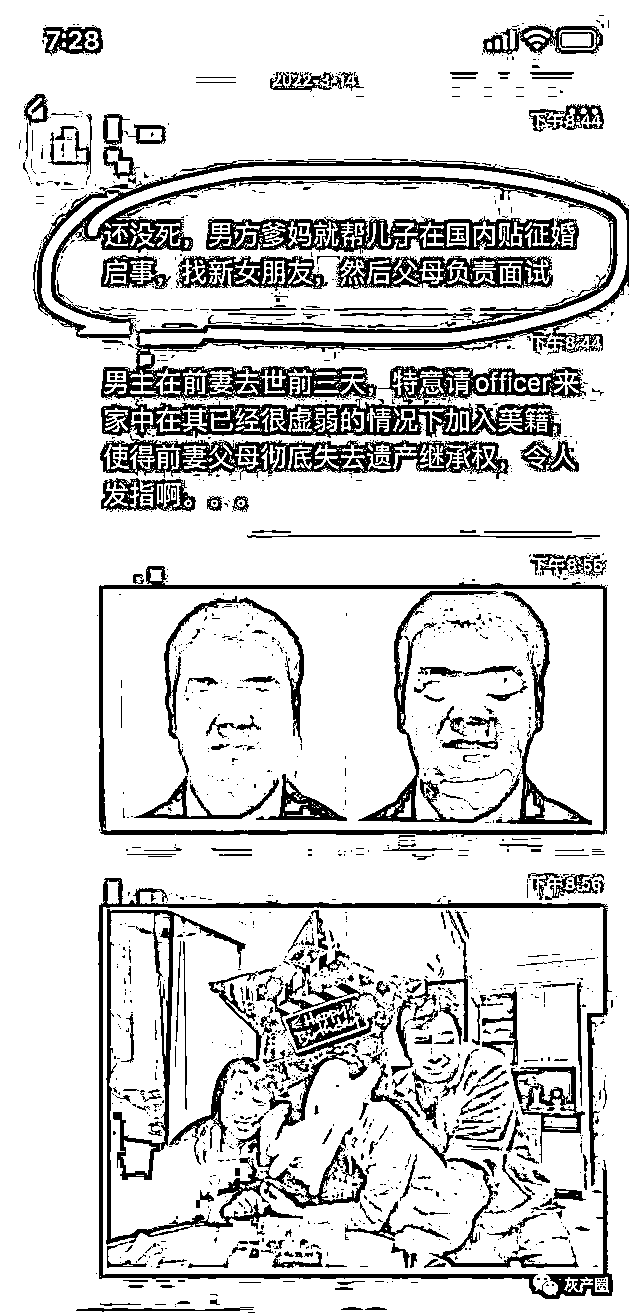 7:28
2022-3-14
下午8:44
还没死，男方爹妈就帮儿子在国内贴征婚
启事，找新女朋友，然后父母负责面试
下午8:44
男主在前妻去世前三天，特意请officer来
家中在其已经很虚弱的情况下加入美籍，
使得前妻父母彻底失去遗产继承权，令人
发指啊。。。
下午8:55
下午8:56
灰产圈